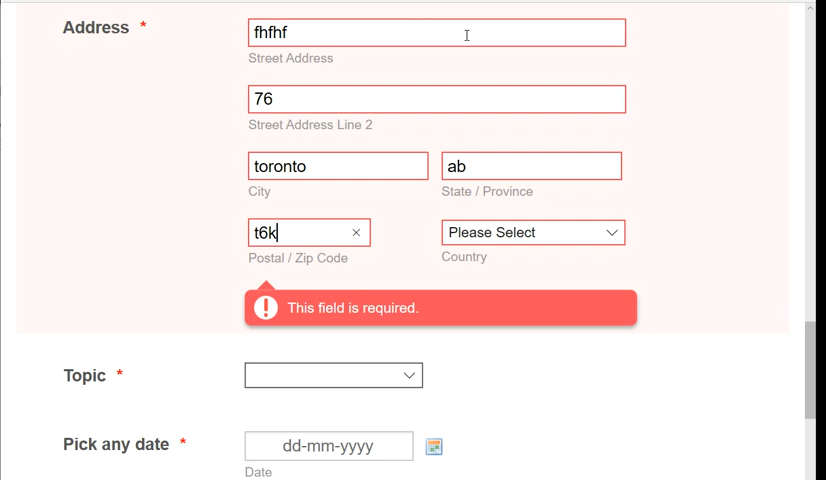 Address *
fhfhf
Street Address
76
Street Address Line 2
toronto ab
City State / Province
t6k Please Select
Postal / Zip Code Country
This field is required.
Topic *
Pick any date * dd-mm-yyyy
Date